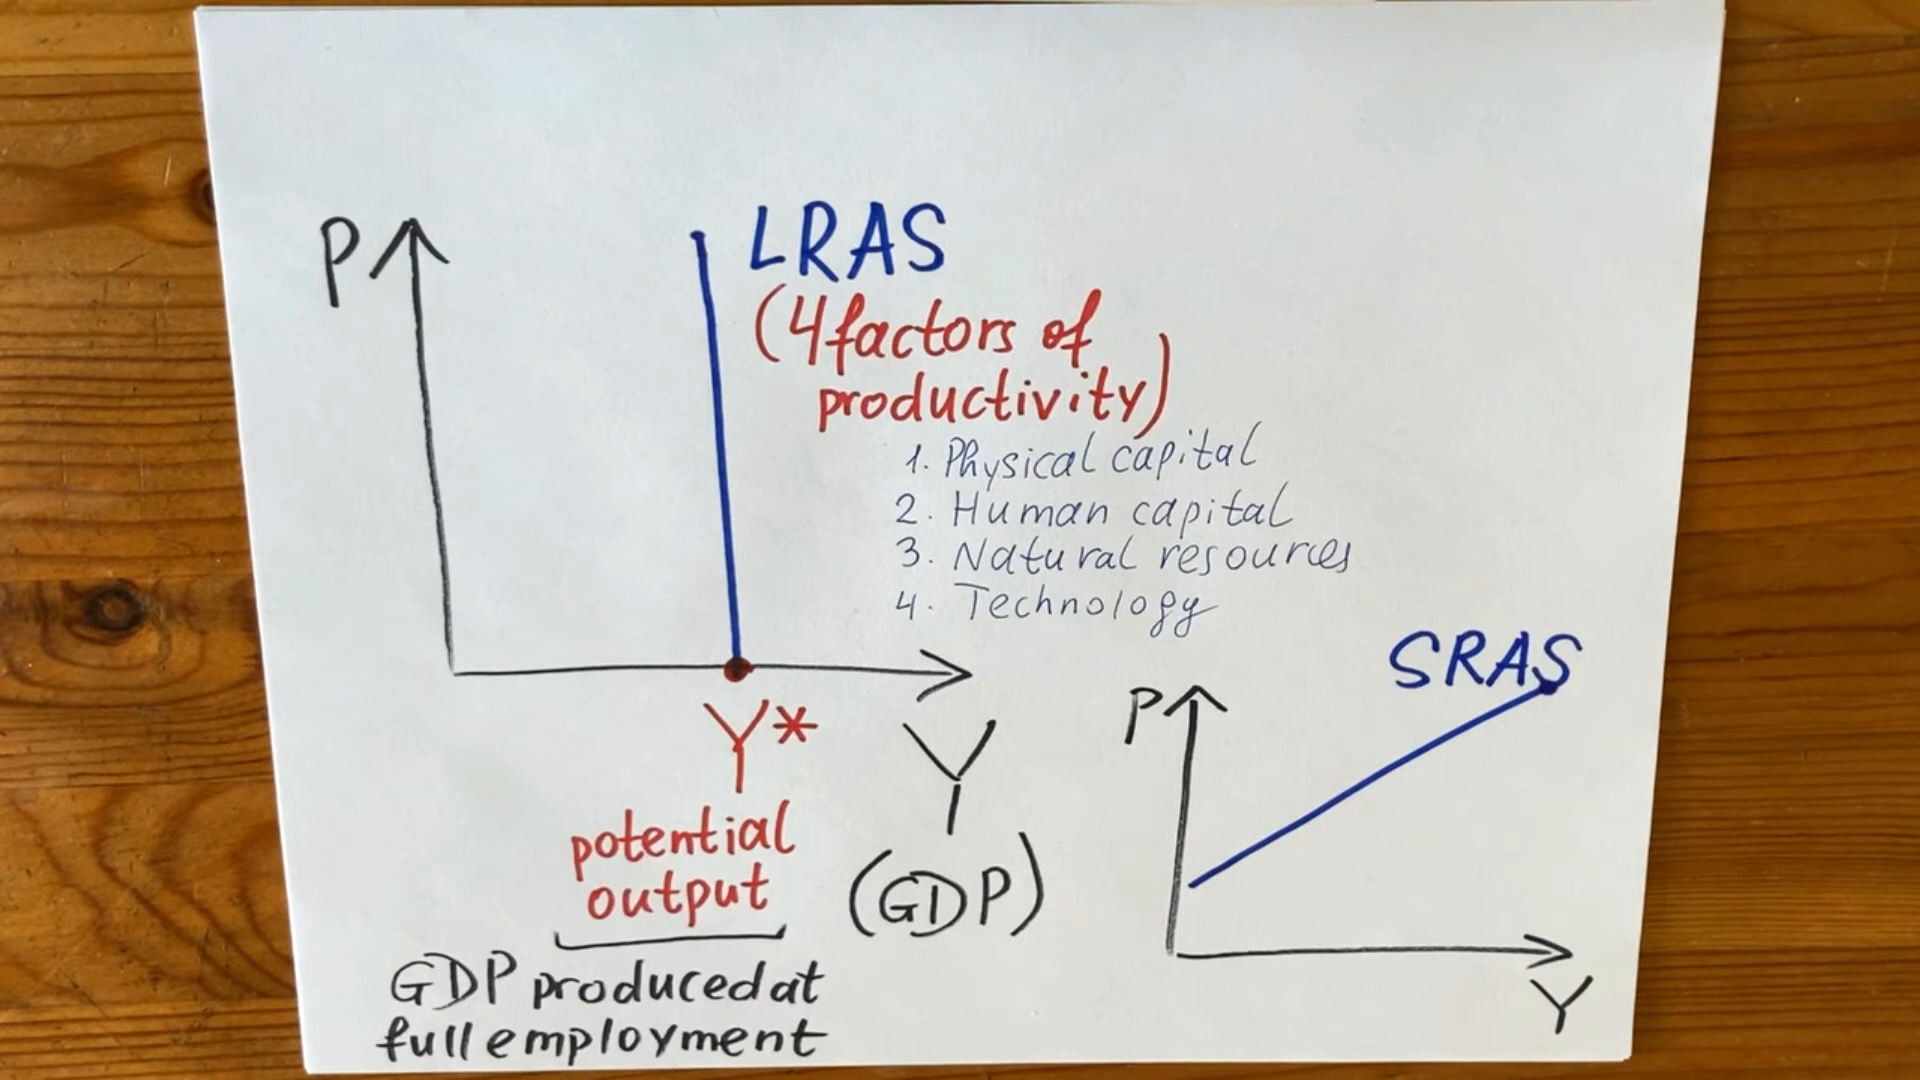 P
LRAS
(4 factors of
productivity)
1. Physical capital
2. Human capital
3. Natural resources
4. Technology
Y*
Y
potential
output
(GDP)
GDP produced at
full employment
SRAS
P
Y